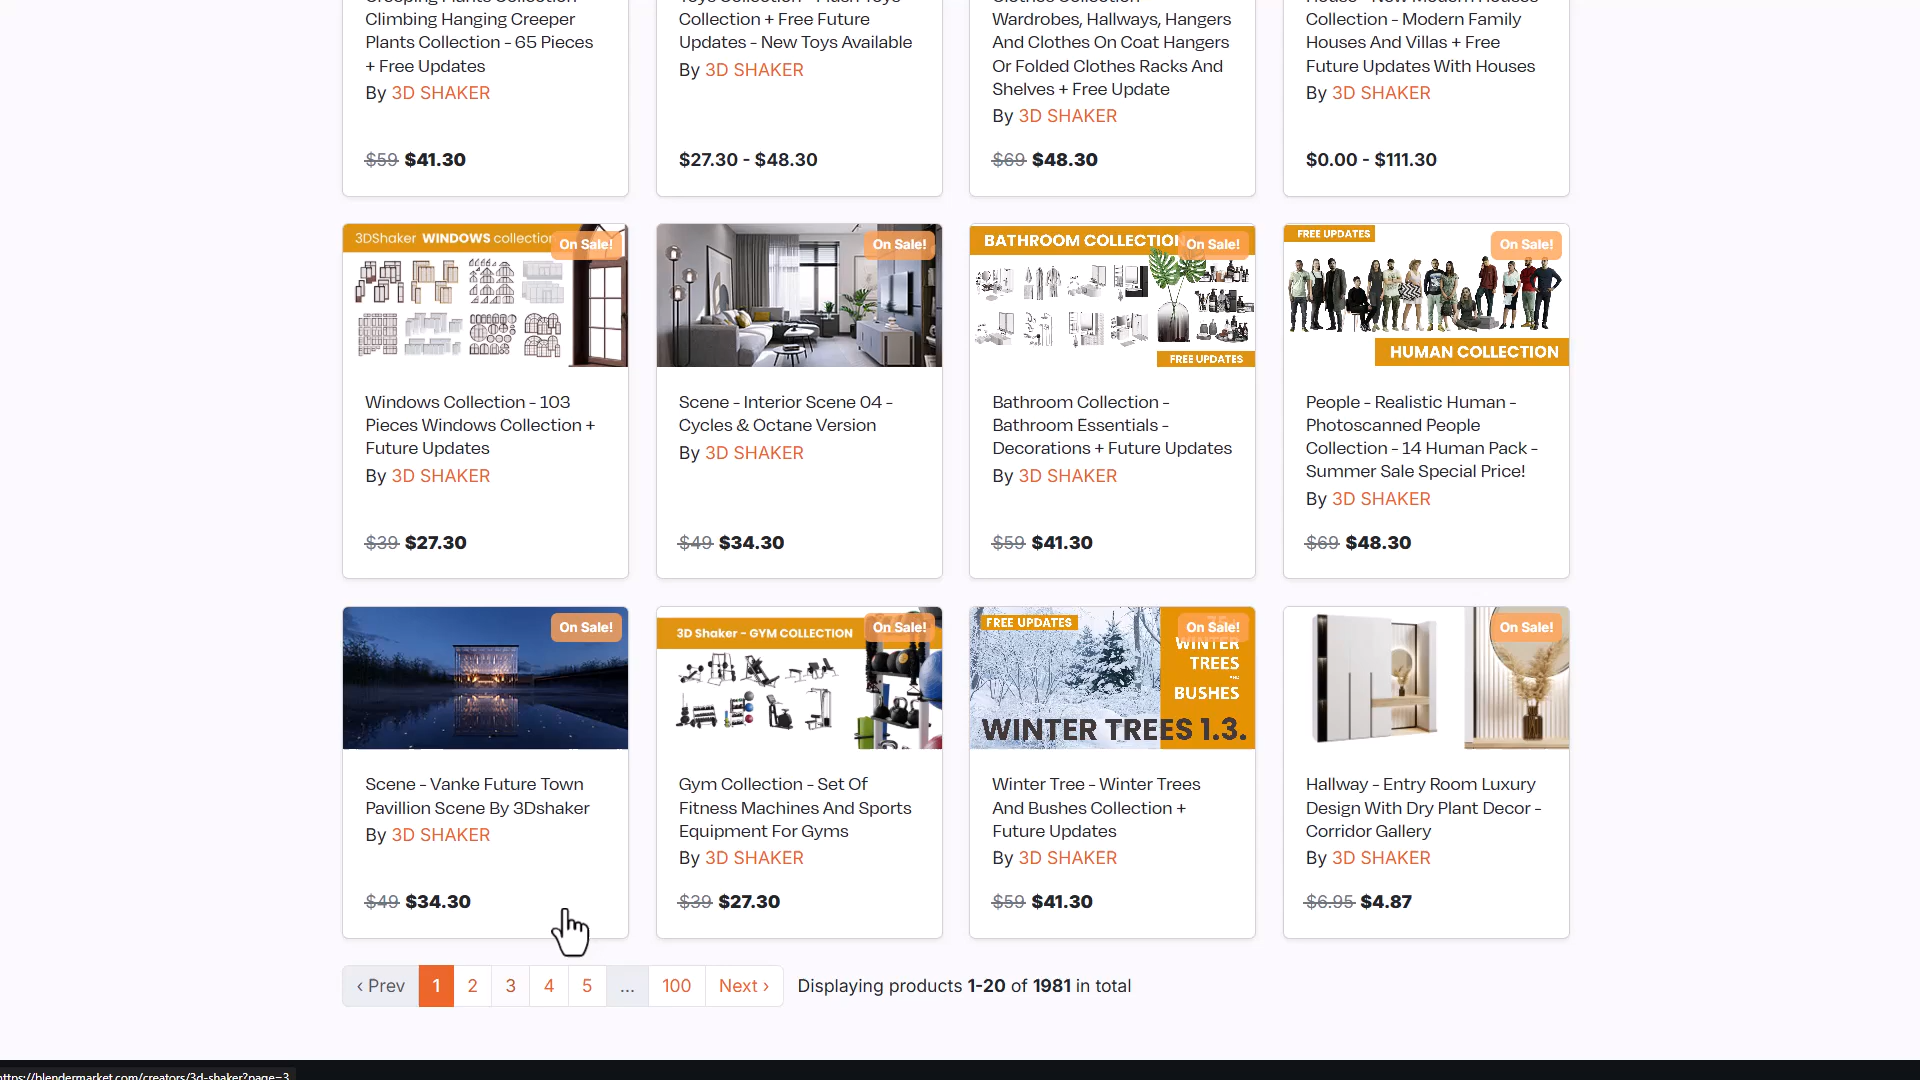 Climbing Hanging Creeper
Plants Collection - 65 Pieces
+ Free Updates
By 3D SHAKER
$59 $41.30
Collection + Free Future
Updates - New Toys Available
By 3D SHAKER
$27.30 - $48.30
Wardrobes, Hallways, Hangers
And Clothes On Coat Hangers
Or Folded Clothes Racks And
Shelves + Free Update
By 3D SHAKER
$69 $48.30
Collection - Modern Family
Houses And Villas + Free
Future Updates With Houses
By 3D SHAKER
$0.00 - $111.30
3DShaker WINDOWS collection
On Sale!
Windows Collection - 103
Pieces Windows Collection +
Future Updates
By 3D SHAKER
$39 $27.30
On Sale!
Scene - Interior Scene 04 -
Cycles & Octane Version
By 3D SHAKER
$49 $34.30
BATHROOM COLLECTION
On Sale!
FREE UPDATES
Bathroom Collection -
Bathroom Essentials -
Decorations + Future Updates
By 3D SHAKER
$59 $41.30
FREE UPDATES
On Sale!
HUMAN COLLECTION
People - Realistic Human -
Photoscanned People
Collection - 14 Human Pack -
Summer Sale Special Price!
By 3D SHAKER
$69 $48.30
On Sale!
Scene - Vanke Future Town
Pavillion Scene By 3Dshaker
By 3D SHAKER
$49 $34.30
3D Shaker - GYM COLLECTION
On Sale!
Gym Collection - Set Of
Fitness Machines And Sports
Equipment For Gyms
By 3D SHAKER
$39 $27.30
FREE UPDATES
On Sale!
WINTER
TREES
BUSHES
WINTER TREES 1.3.
Winter Tree - Winter Trees
And Bushes Collection +
Future Updates
By 3D SHAKER
$59 $41.30
On Sale!
Hallway - Entry Room Luxury
Design With Dry Plant Decor -
Corridor Gallery
By 3D SHAKER
$6.95 $4.87
‹ Prev 1 2 3 4 5 ... 100 Next › Displaying products 1-20 of 1981 in total
https://blendermarket.com/creators/3d-shaker?page=3